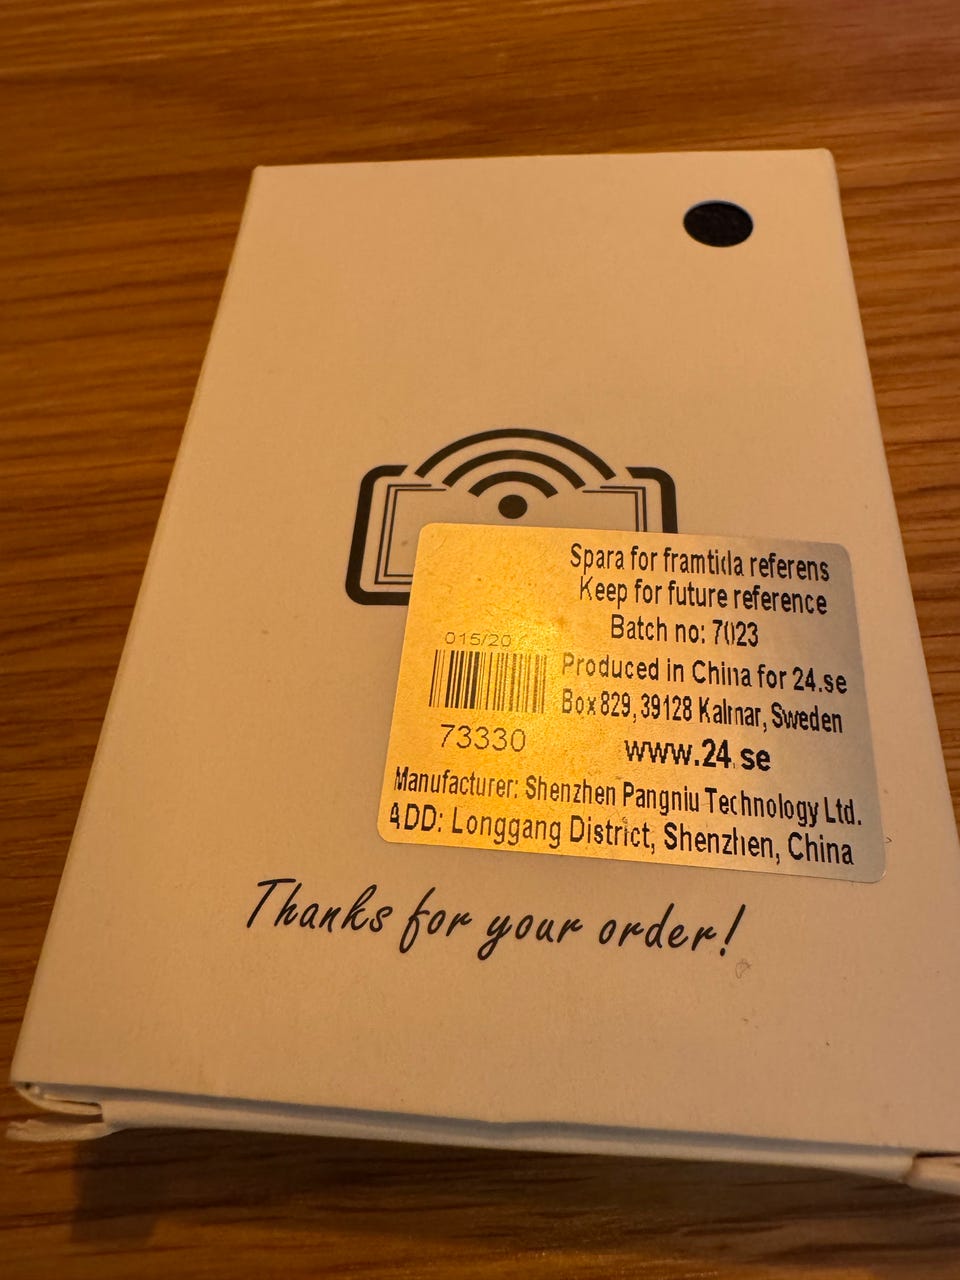 Spara for framtida referens
Keep for future reference
Batch no: 7023
015/20
Produced in China for 24.se
Box 829, 39128 Kalmar, Sweden
73330
www.24.se
Manufacturer: Shenzhen Pangniu Technology Ltd.
ADD: Longgang District, Shenzhen, China
Thanks for your order!